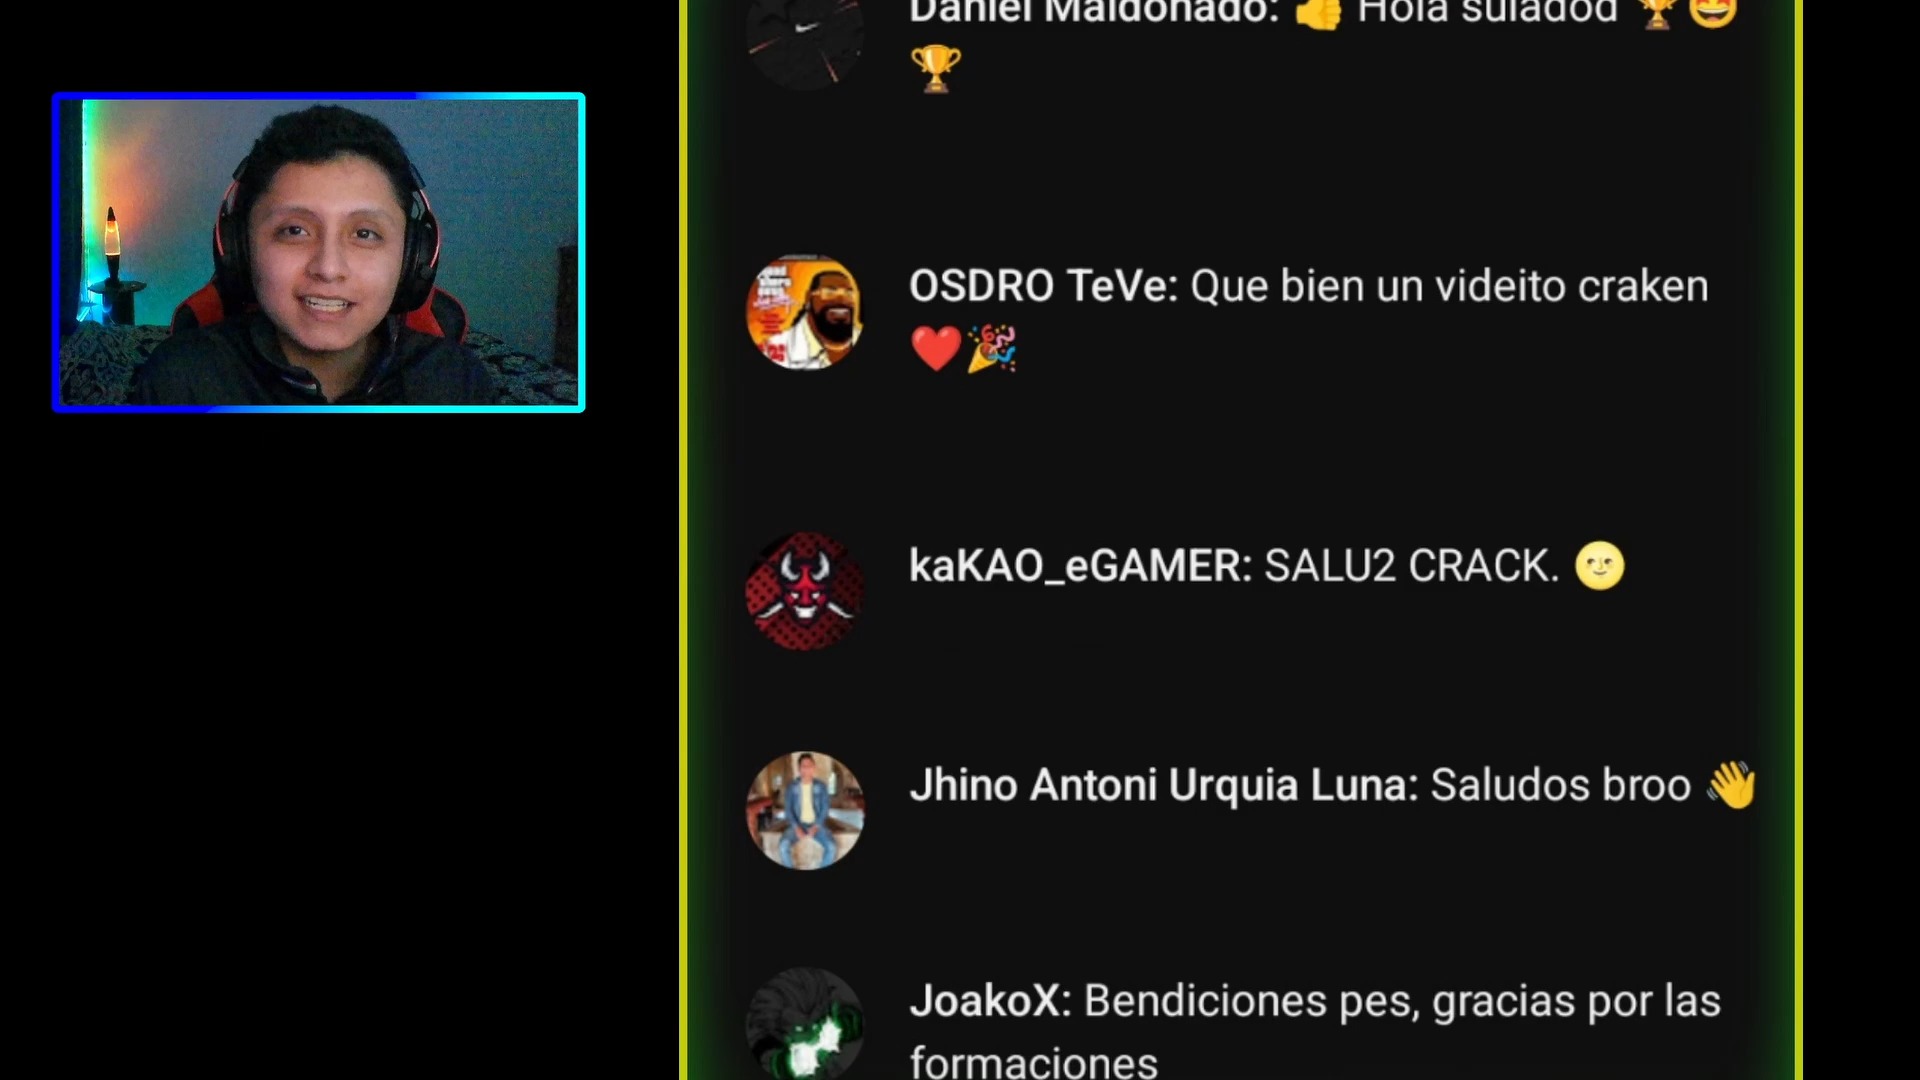 Daniel Maldonado: 👍 Hola suladod 🏆😆
🏆
OSDRO TeVe: Que bien un videito craken
❤️🎉
kaKAO_eGAMER: SALU2 CRACK. 🌝
Jhino Antoni Urquia Luna: Saludos broo 👋
JoakoX: Bendiciones pes, gracias por las
formaciones